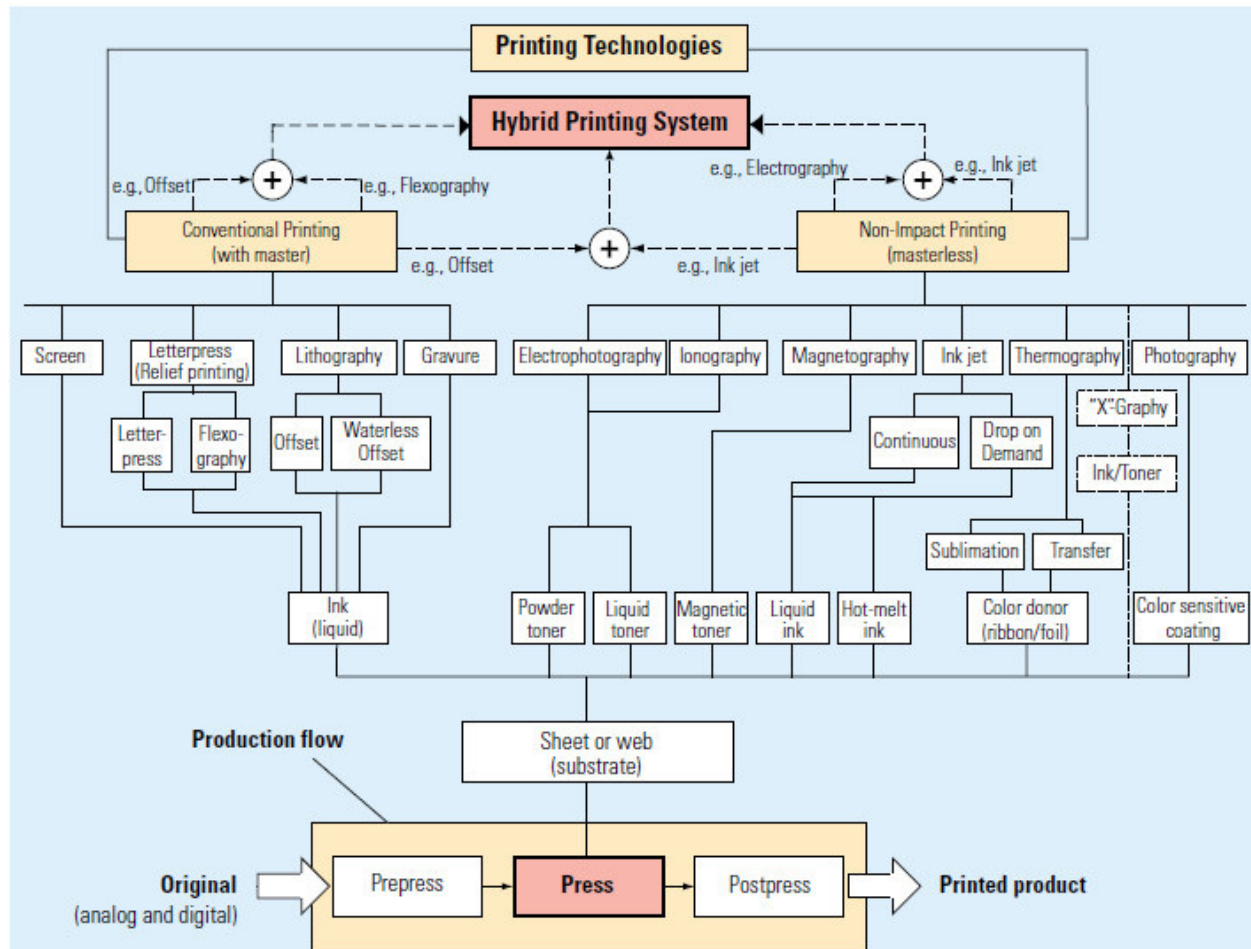 Printing Technologies
Hybrid Printing System
e.g., Offset
e.g., Flexography
e.g., Electrography
e.g., Ink jet
Conventional Printing
(with master)
Non-Impact Printing
(masterless)
e.g., Offset
e.g., Ink jet
Screen
Letterpress
(Relief printing)
Lithography
Gravure
Electrophotography
Ionography
Magnetography
Ink jet
Thermography
Photography
Letter-
press
Flexo-
graphy
Offset
Waterless
Offset
Continuous
Drop on
Demand
"X"-Graphy
Ink/Toner
Sublimation
Transfer
Ink
(liquid)
Powder
toner
Liquid
toner
Magnetic
toner
Liquid
ink
Hot-melt
ink
Color donor
(ribbon/foil)
Color sensitive
coating
Production flow
Sheet or web
(substrate)
Original
(analog and digital)
Prepress
Press
Postpress
Printed product